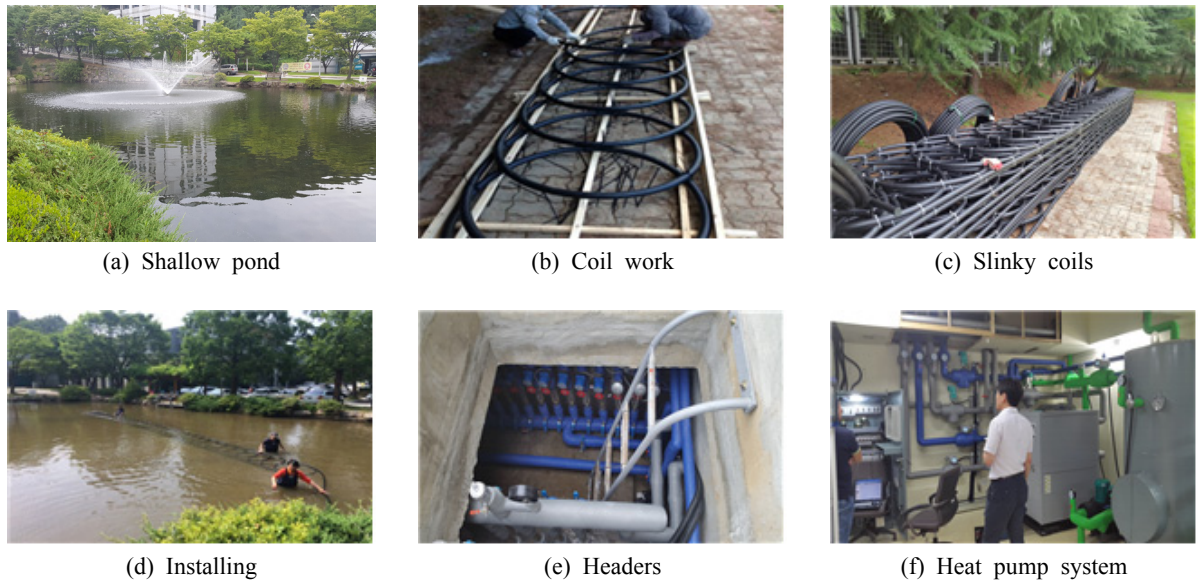 (a) Shallow pond
(b) Coil work
(c) Slinky coils
(d) Installing
(e) Headers
(f) Heat pump system